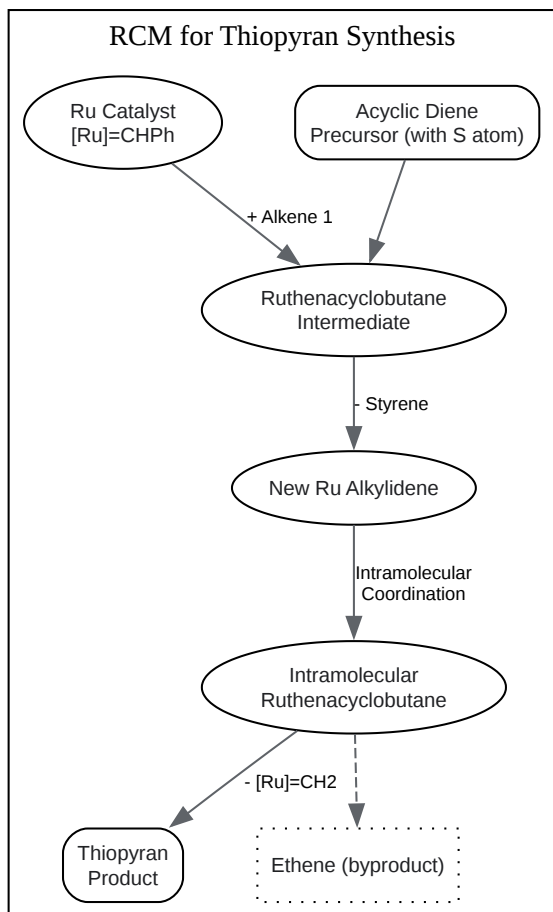 RCM for Thiopyran Synthesis
Ru Catalyst
[Ru]=CHPh
Acyclic Diene
Precursor (with S atom)
+ Alkene 1
Ruthenacyclobutane
Intermediate
- Styrene
New Ru Alkylidene
Intramolecular
Coordination
Intramolecular
Ruthenacyclobutane
- [Ru]=CH2
Thiopyran
Product
Ethene (byproduct)